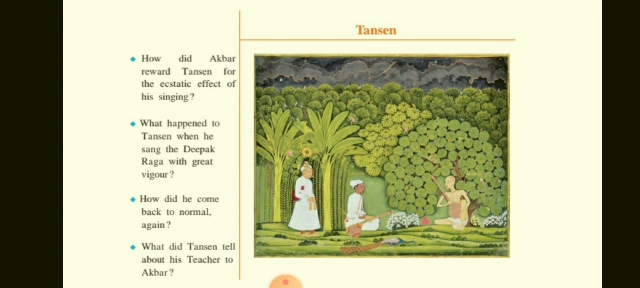 Tansen
How did Akbar
reward Tansen for
the ecstatic effect of
his singing?
What happened to
Tansen when he
sang the Deepak
Raga with great
vigour?
How did he come
back to normal,
again?
What did Tansen tell
about his Teacher to
Akbar?